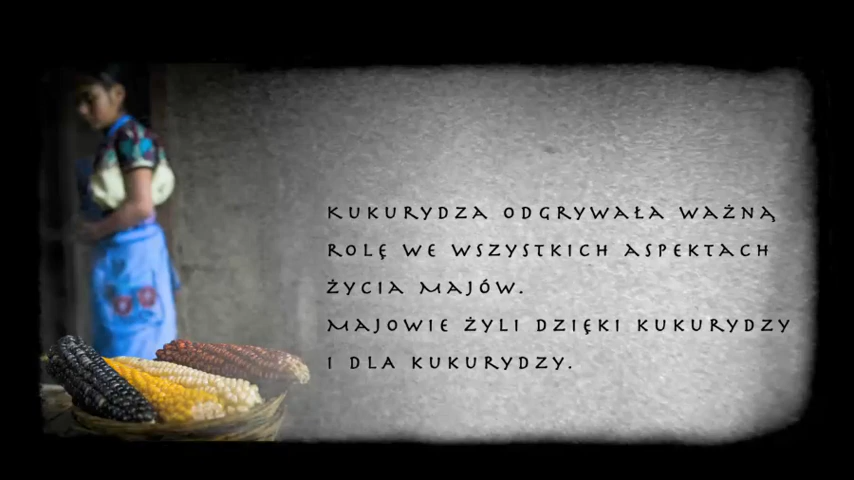 KUKURYDZA ODGRYWAŁA WAŻNĄ
ROLĘ WE WSZYSTKICH ASPEKTACH
ŻYCIA MAJÓW.
MAJOWIE ŻYLI DZIĘKI KUKURYDZY
I DLA KUKURYDZY.